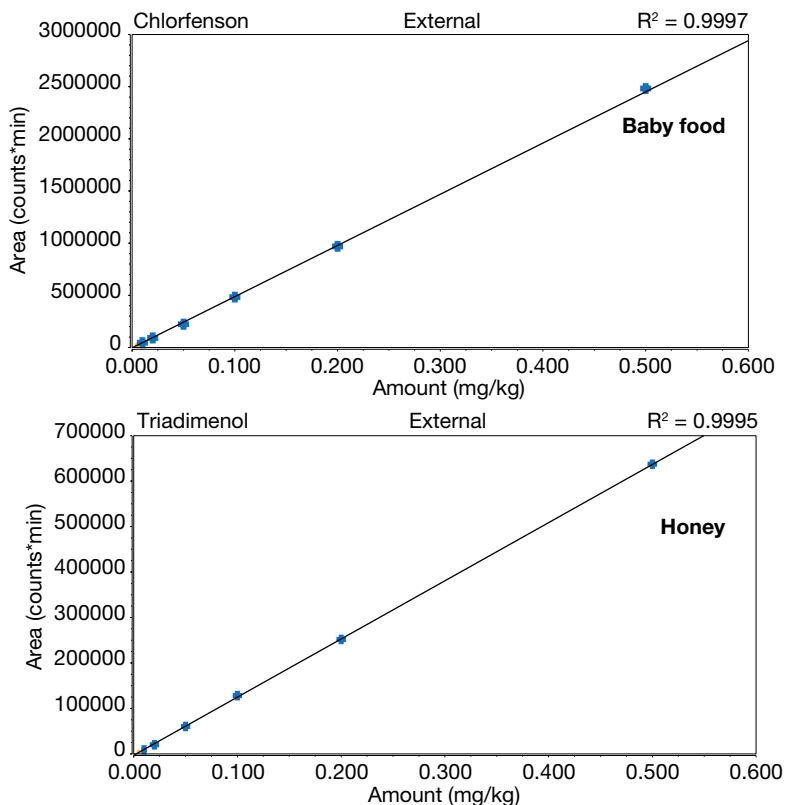 Chlorfenson External R² = 0.9997
3000000
2500000
2000000
1500000
1000000
500000
0
Area (counts*min)
Baby food
0.000 0.100 0.200 0.300 0.400 0.500 0.600
Amount (mg/kg)
Triadimenol External R² = 0.9995
700000
600000
500000
400000
300000
200000
100000
0
Area (counts*min)
Honey
0.000 0.100 0.200 0.300 0.400 0.500 0.600
Amount (mg/kg)